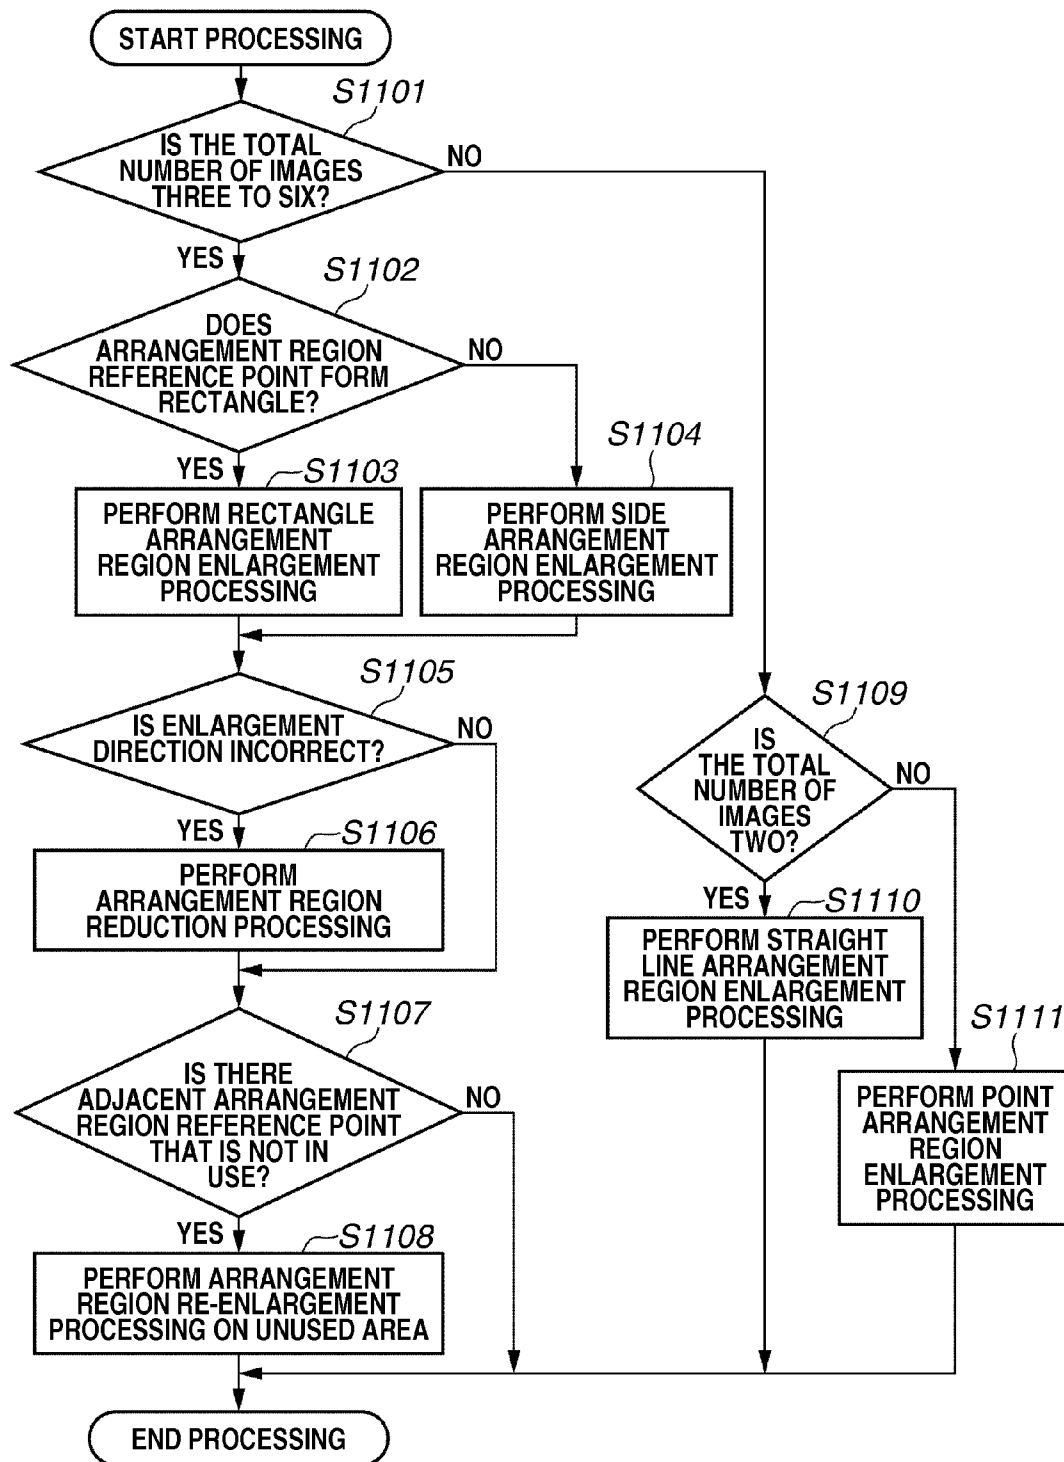 START PROCESSING
S1101
IS THE TOTAL
NUMBER OF IMAGES
THREE TO SIX?
NO
YES
S1102
DOES
ARRANGEMENT REGION
REFERENCE POINT FORM
RECTANGLE?
NO
YES
S1103
PERFORM RECTANGLE
ARRANGEMENT
REGION ENLARGEMENT
PROCESSING
S1104
PERFORM SIDE
ARRANGEMENT
REGION ENLARGEMENT
PROCESSING
S1105
IS ENLARGEMENT
DIRECTION INCORRECT?
NO
YES
S1106
PERFORM
ARRANGEMENT REGION
REDUCTION PROCESSING
S1107
IS THERE
ADJACENT ARRANGEMENT
REGION REFERENCE POINT
THAT IS NOT IN
USE?
NO
YES
S1108
PERFORM ARRANGEMENT
REGION RE-ENLARGEMENT
PROCESSING ON UNUSED AREA
S1109
IS
THE TOTAL
NUMBER OF
IMAGES
TWO?
NO
YES
S1110
PERFORM STRAIGHT
LINE ARRANGEMENT
REGION ENLARGEMENT
PROCESSING
S1111
PERFORM POINT
ARRANGEMENT
REGION
ENLARGEMENT
PROCESSING
END PROCESSING